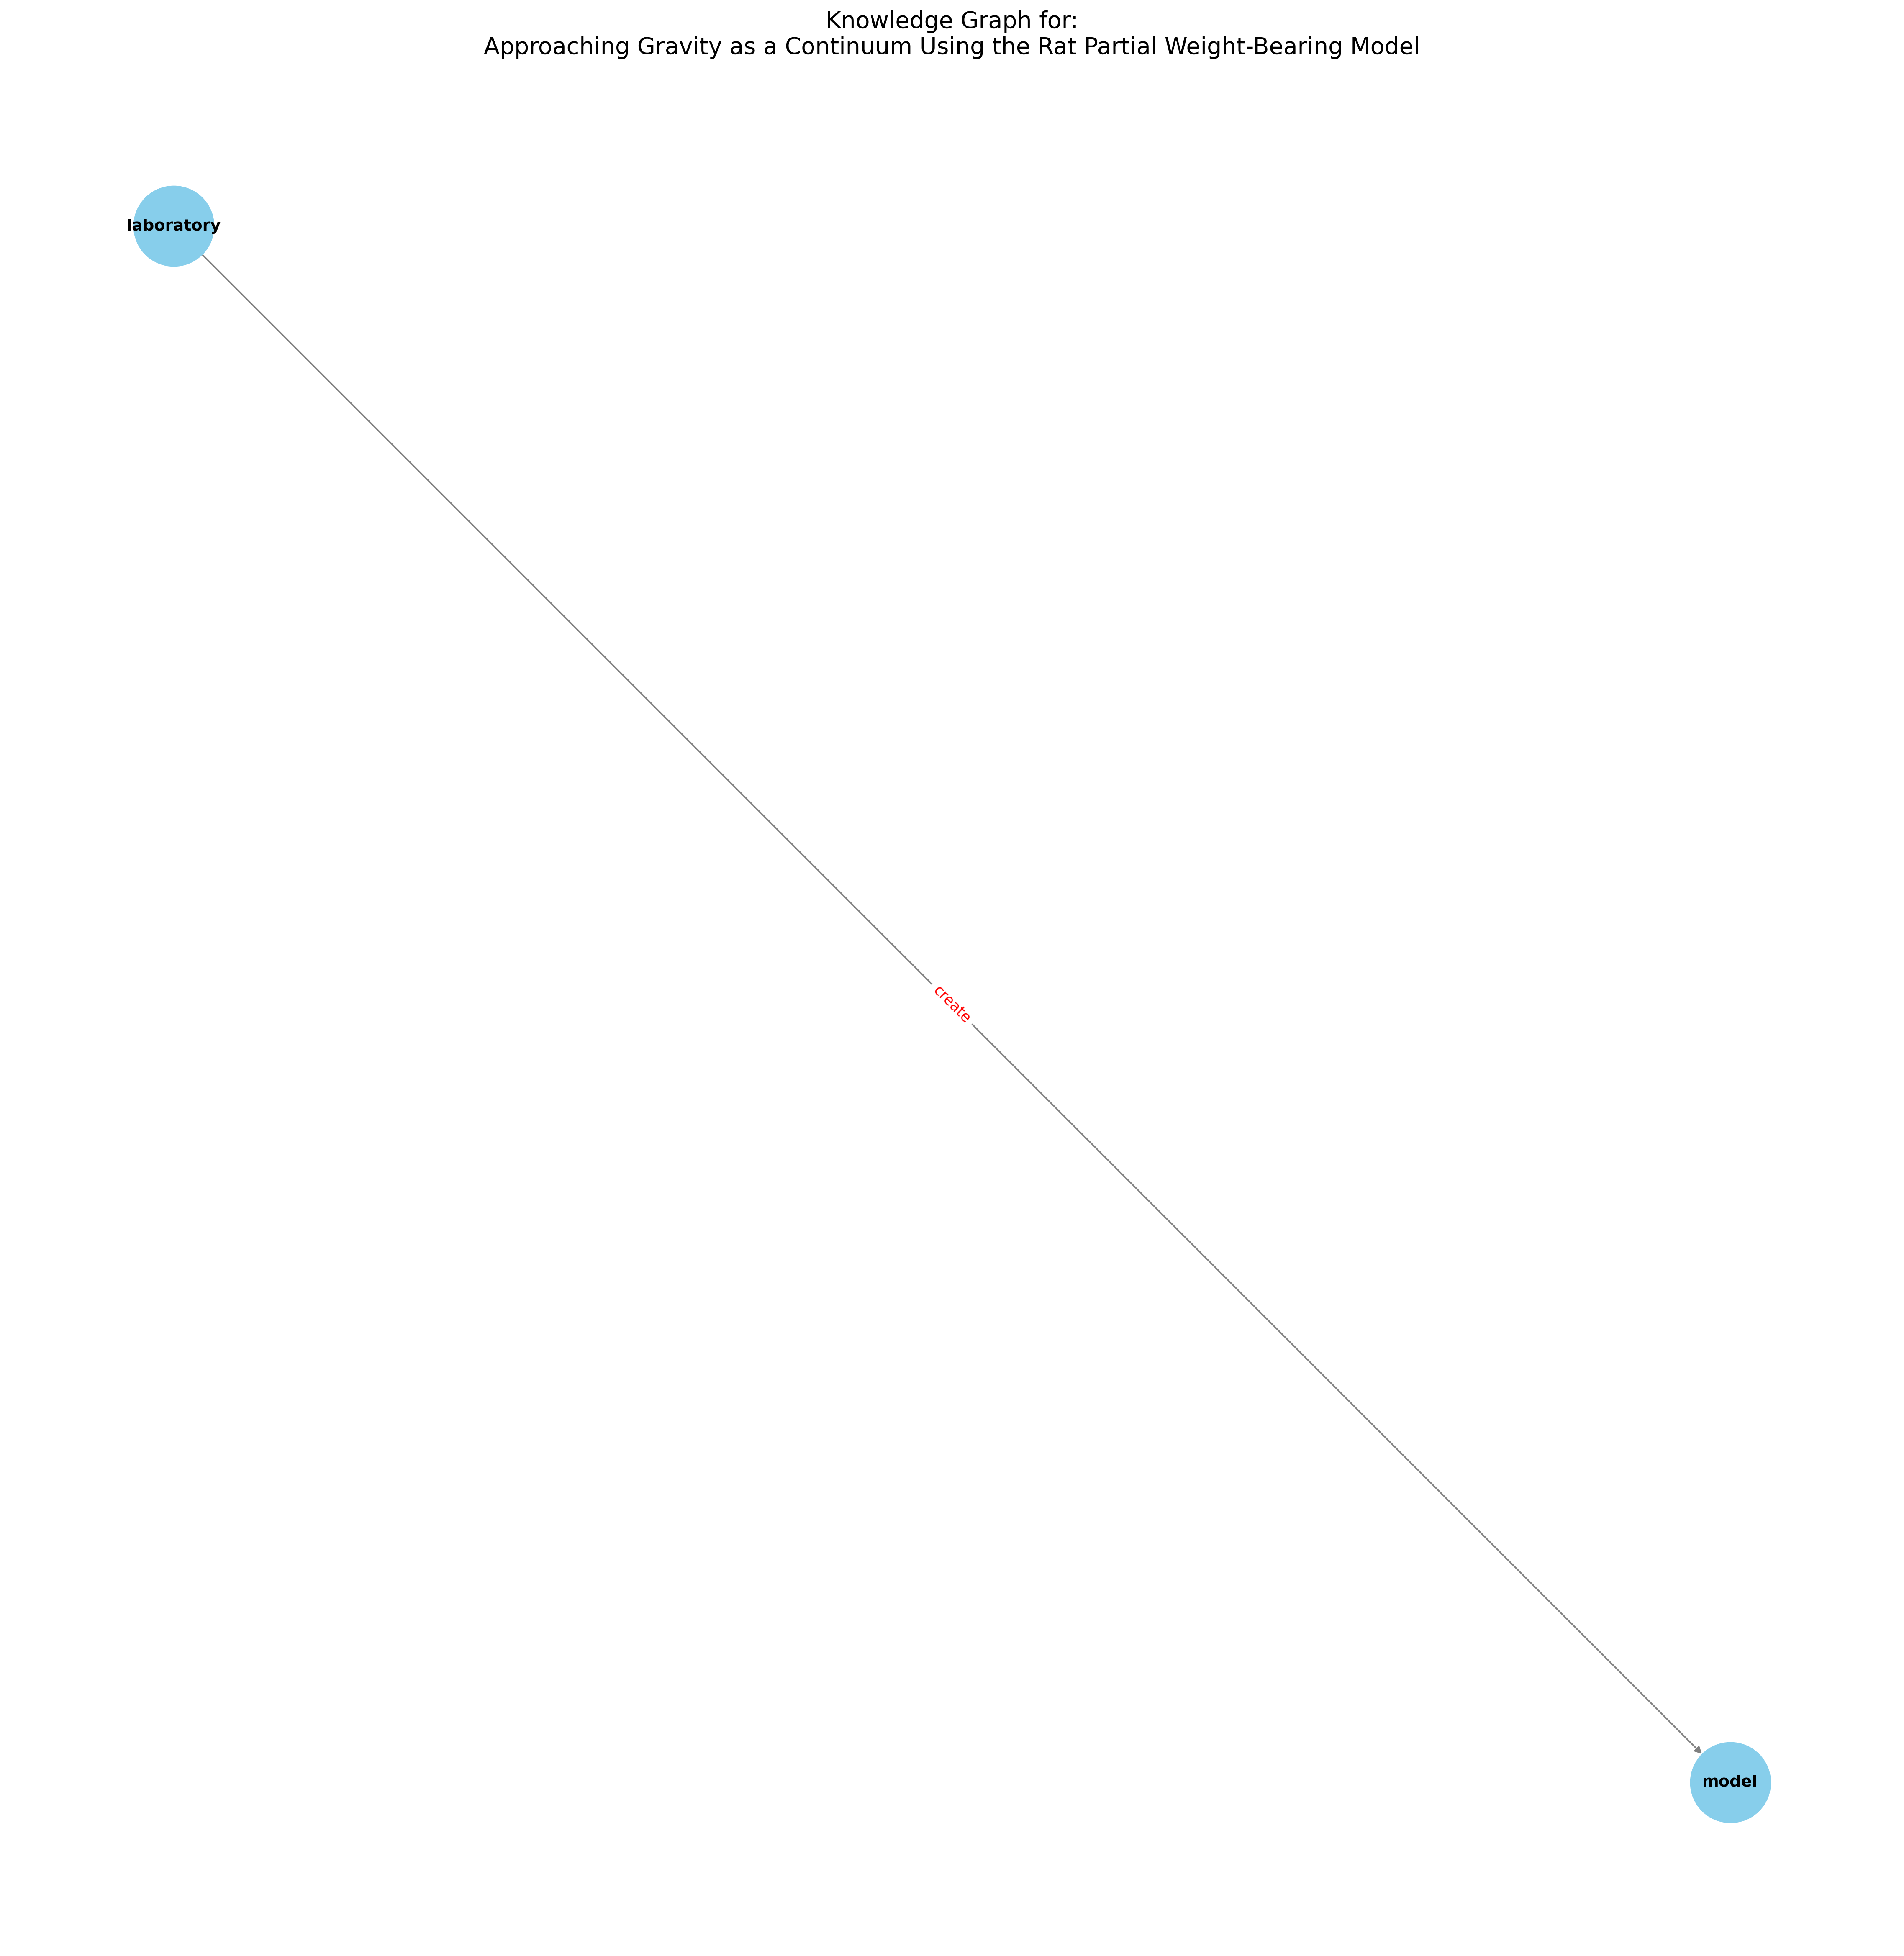 Knowledge Graph for:
Approaching Gravity as a Continuum Using the Rat Partial Weight-Bearing Model
laboratory
create
model